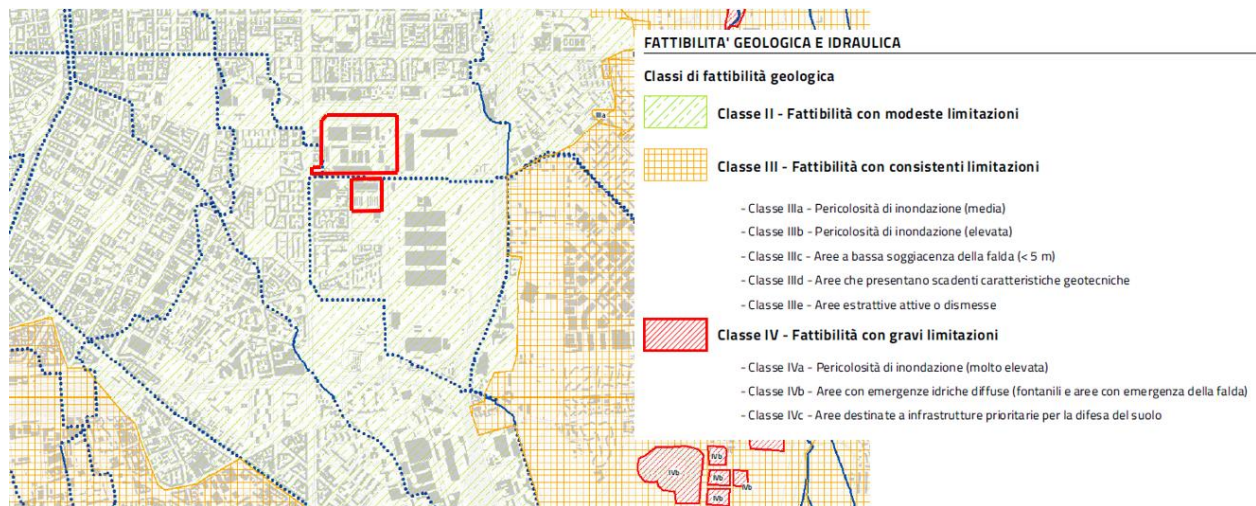 FATTIBILITA' GEOLOGICA E IDRAULICA
Classi di fattibilità geologica
Classe II - Fattibilità con modeste limitazioni
Classe III - Fattibilità con consistenti limitazioni
- Classe IIIa - Pericolosità di inondazione (media)
- Classe IIIb - Pericolosità di inondazione (elevata)
- Classe IIIc - Aree a bassa soggiacenza della falda (< 5 m)
- Classe IIId - Aree che presentano scadenti caratteristiche geotecniche
- Classe IIIe - Aree estrattive attive o dismesse
Classe IV - Fattibilità con gravi limitazioni
- Classe IVa - Pericolosità di inondazione (molto elevata)
- Classe IVb - Aree con emergenze idriche diffuse (fontanili e aree con emergenza della falda)
- Classe IVc - Aree destinate a infrastrutture prioritarie per la difesa del suolo
IIIa
IVb
IVb
IVb
IVb
IVb